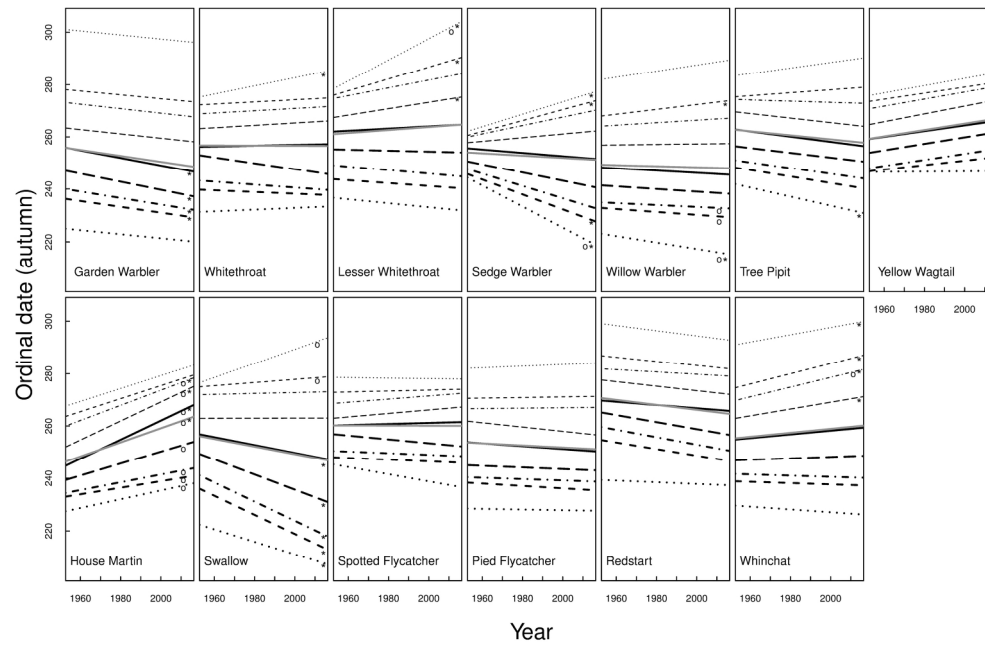 Ordinal date (autumn)
300
280
260
240
220
Garden Warbler
Whitethroat
Lesser Whitethroat
Sedge Warbler
Willow Warbler
Tree Pipit
Yellow Wagtail
1960 1980 2000
300
280
260
240
220
House Martin
Swallow
Spotted Flycatcher
Pied Flycatcher
Redstart
Whinchat
1960 1980 2000
1960 1980 2000
1960 1980 2000
1960 1980 2000
1960 1980 2000
1960 1980 2000
Year